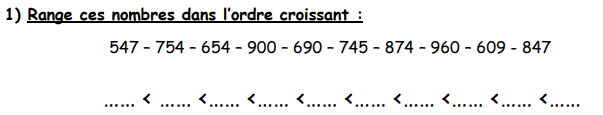 1) Range ces nombres dans l'ordre croissant :
547 - 754 - 654 - 900 - 690 - 745 - 874 - 960 - 609 - 847
...... < ...... <...... <...... <...... <...... <...... <...... <...... <......